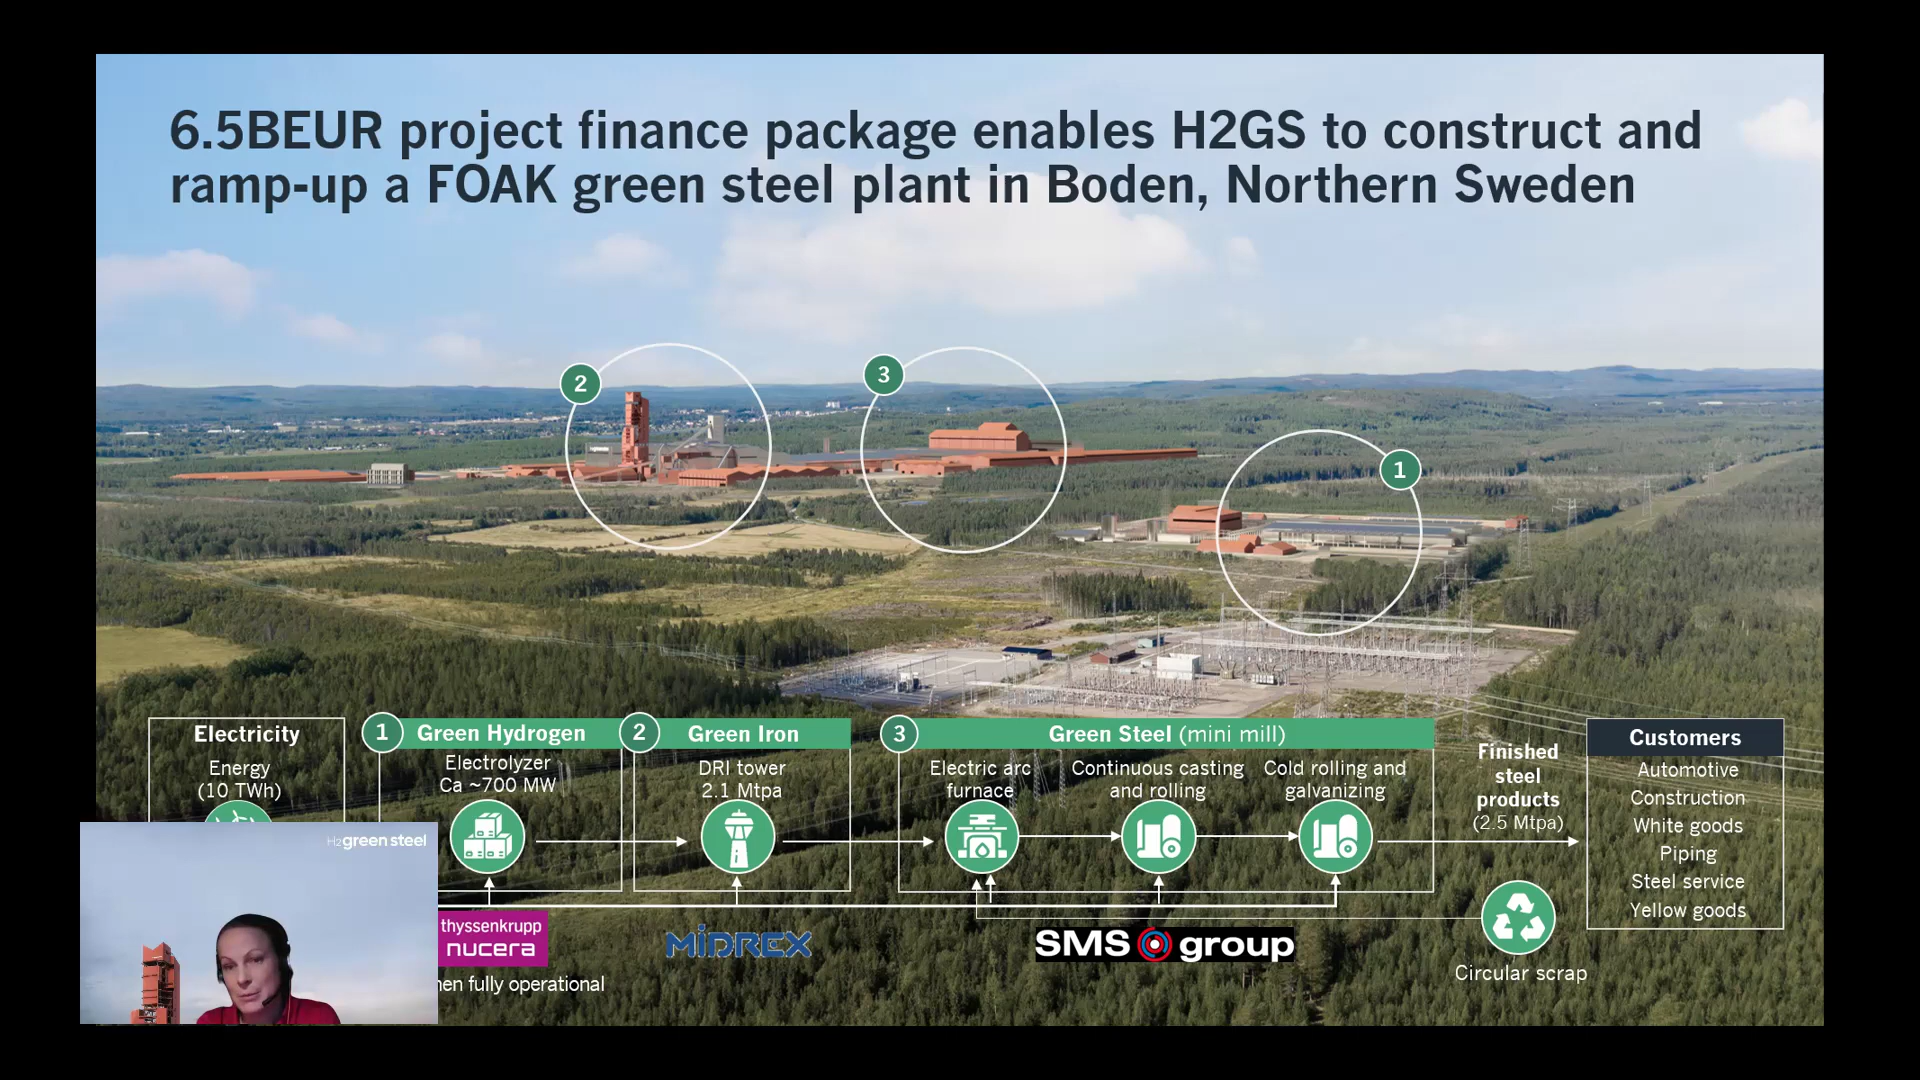 6.5BEUR project finance package enables H2GS to construct and
ramp-up a FOAK green steel plant in Boden, Northern Sweden
2
3
1
Electricity
Energy
(10 TWh)
1
Green Hydrogen
Electrolyzer
Ca ~700 MW
2
Green Iron
DRI tower
2.1 Mtpa
3
Green Steel (mini mill)
Electric arc
furnace
Continuous casting
and rolling
Cold rolling and
galvanizing
Finished
steel
products
(2.5 Mtpa)
Customers
Automotive
Construction
White goods
Piping
Steel service
Yellow goods
H2green steel
thyssenkrupp
nucera
MIDREX
SMS group
Circular scrap
fully operational